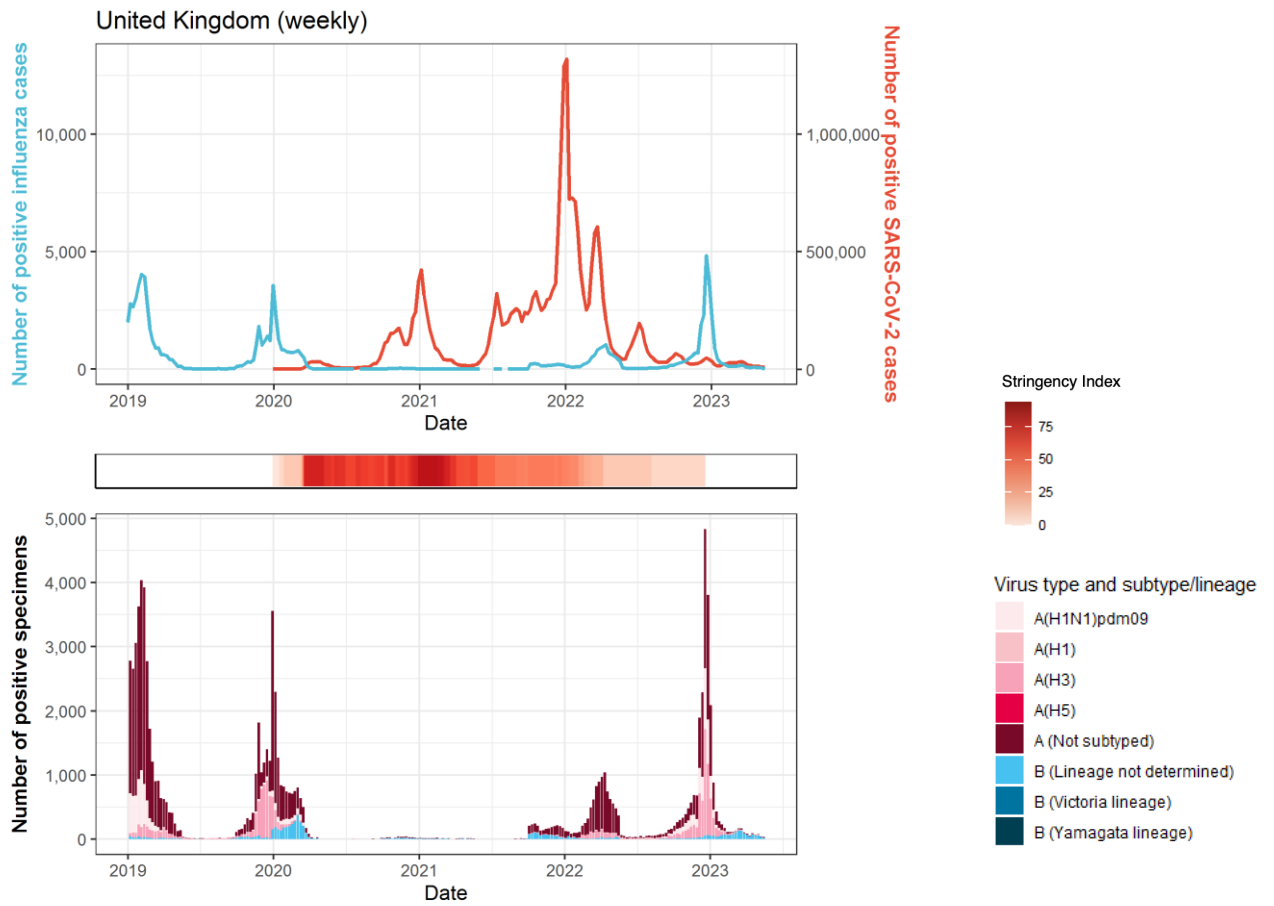 United Kingdom (weekly)
Number of positive influenza cases
10,000
5,000
0
Number of positive SARS-CoV-2 cases
1,000,000
500,000
0
2019 2020 2021 2022 2023
Date
Number of positive specimens
5,000
4,000
3,000
2,000
1,000
0
2019 2020 2021 2022 2023
Date
Stringency Index
75
50
25
0
Virus type and subtype/lineage
A(H1N1)pdm09
A(H1)
A(H3)
A(H5)
A (Not subtyped)
B (Lineage not determined)
B (Victoria lineage)
B (Yamagata lineage)